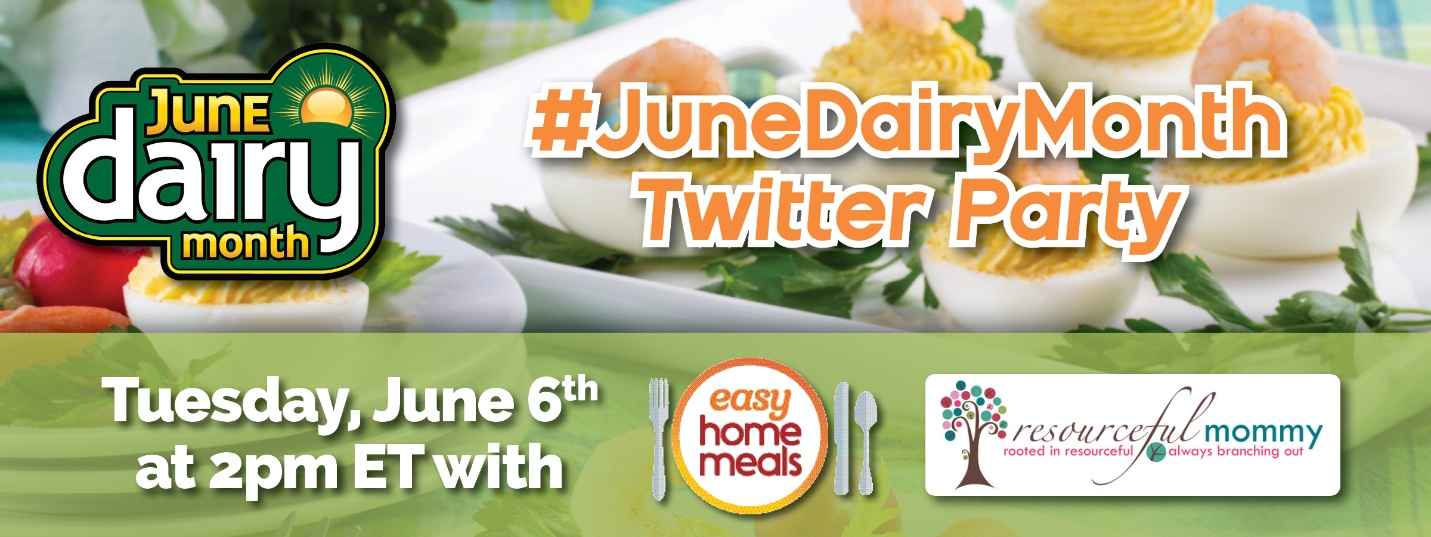 June
dairy
month
#JuneDairyMonth
Twitter Party
Tuesday, June 6th
at 2pm ET with
easy
home
meals
resourceful mommy
rooted in resourceful always branching out